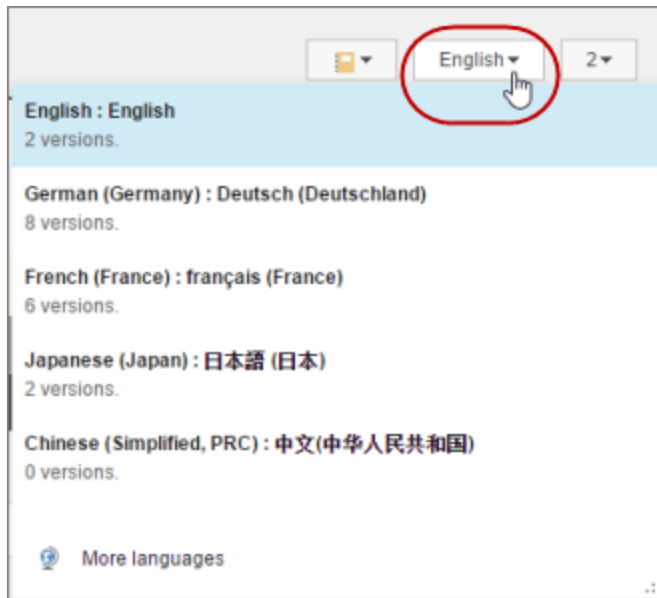 English
2
English : English
2 versions.
German (Germany) : Deutsch (Deutschland)
8 versions.
French (France) : français (France)
6 versions.
Japanese (Japan) : 日本語 (日本)
2 versions.
Chinese (Simplified, PRC) : 中文(中华人民共和国)
0 versions.
More languages